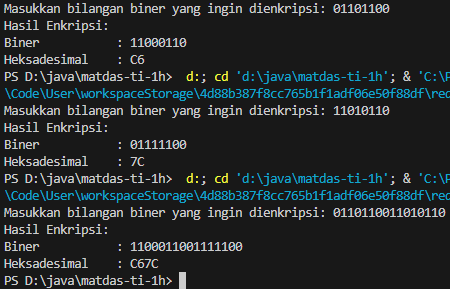 Masukkan bilangan biner yang ingin dienkripsi: 01101100
Hasil Enkripsi:
Biner : 11000110
Heksadesimal : C6
PS D:\java\matdas-ti-1h> d:; cd 'd:\java\matdas-ti-1h'; & 'C:\P
\Code\User\workspaceStorage\4d88b387f8cc765b1f1adf06e50f88df\red
Masukkan bilangan biner yang ingin dienkripsi: 11010110
Hasil Enkripsi:
Biner : 01111100
Heksadesimal : 7C
PS D:\java\matdas-ti-1h> d:; cd 'd:\java\matdas-ti-1h'; & 'C:\P
\Code\User\workspaceStorage\4d88b387f8cc765b1f1adf06e50f88df\red
Masukkan bilangan biner yang ingin dienkripsi: 0110110011010110
Hasil Enkripsi:
Biner : 1100011001111100
Heksadesimal : C67C
PS D:\java\matdas-ti-1h>